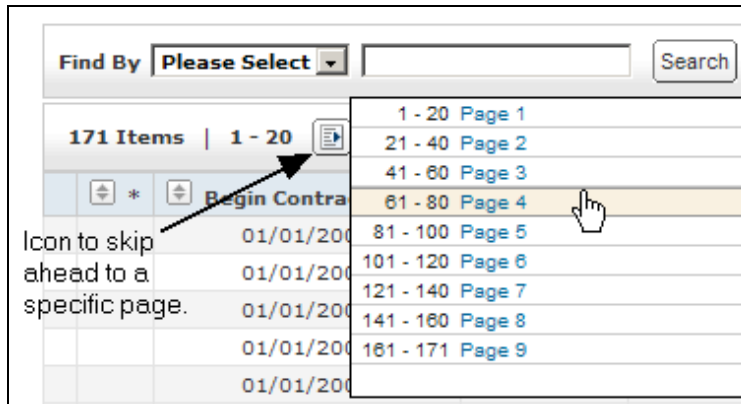 Find By Please Select Search
171 Items | 1 - 20
1 - 20 Page 1
21 - 40 Page 2
41 - 60 Page 3
61 - 80 Page 4
81 - 100 Page 5
101 - 120 Page 6
121 - 140 Page 7
141 - 160 Page 8
161 - 171 Page 9
* Begin Contra
01/01/200
01/01/200
01/01/200
01/01/200
01/01/200
Icon to skip
ahead to a
specific page.